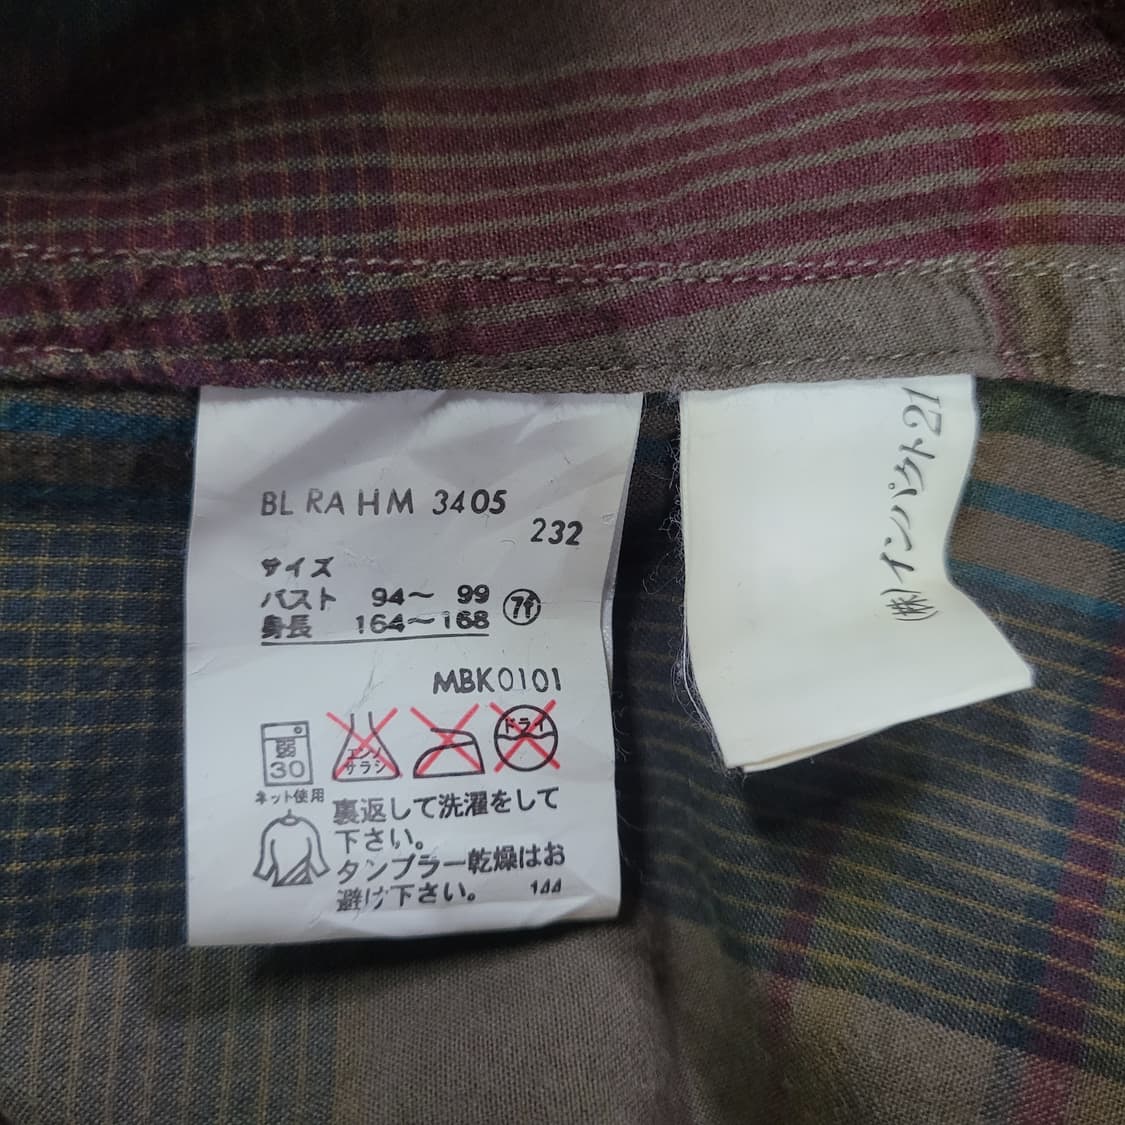 BL RA HM 3405
232
サイズ
バスト 94～ 99
身長 164～168
7f
MBK0101
弱
30
ネット使用
エンソ
サラシ
ドライ
裏返して洗濯をして
下さい。
タンブラー乾燥はお
避け下さい。 144
(株)インパクト21